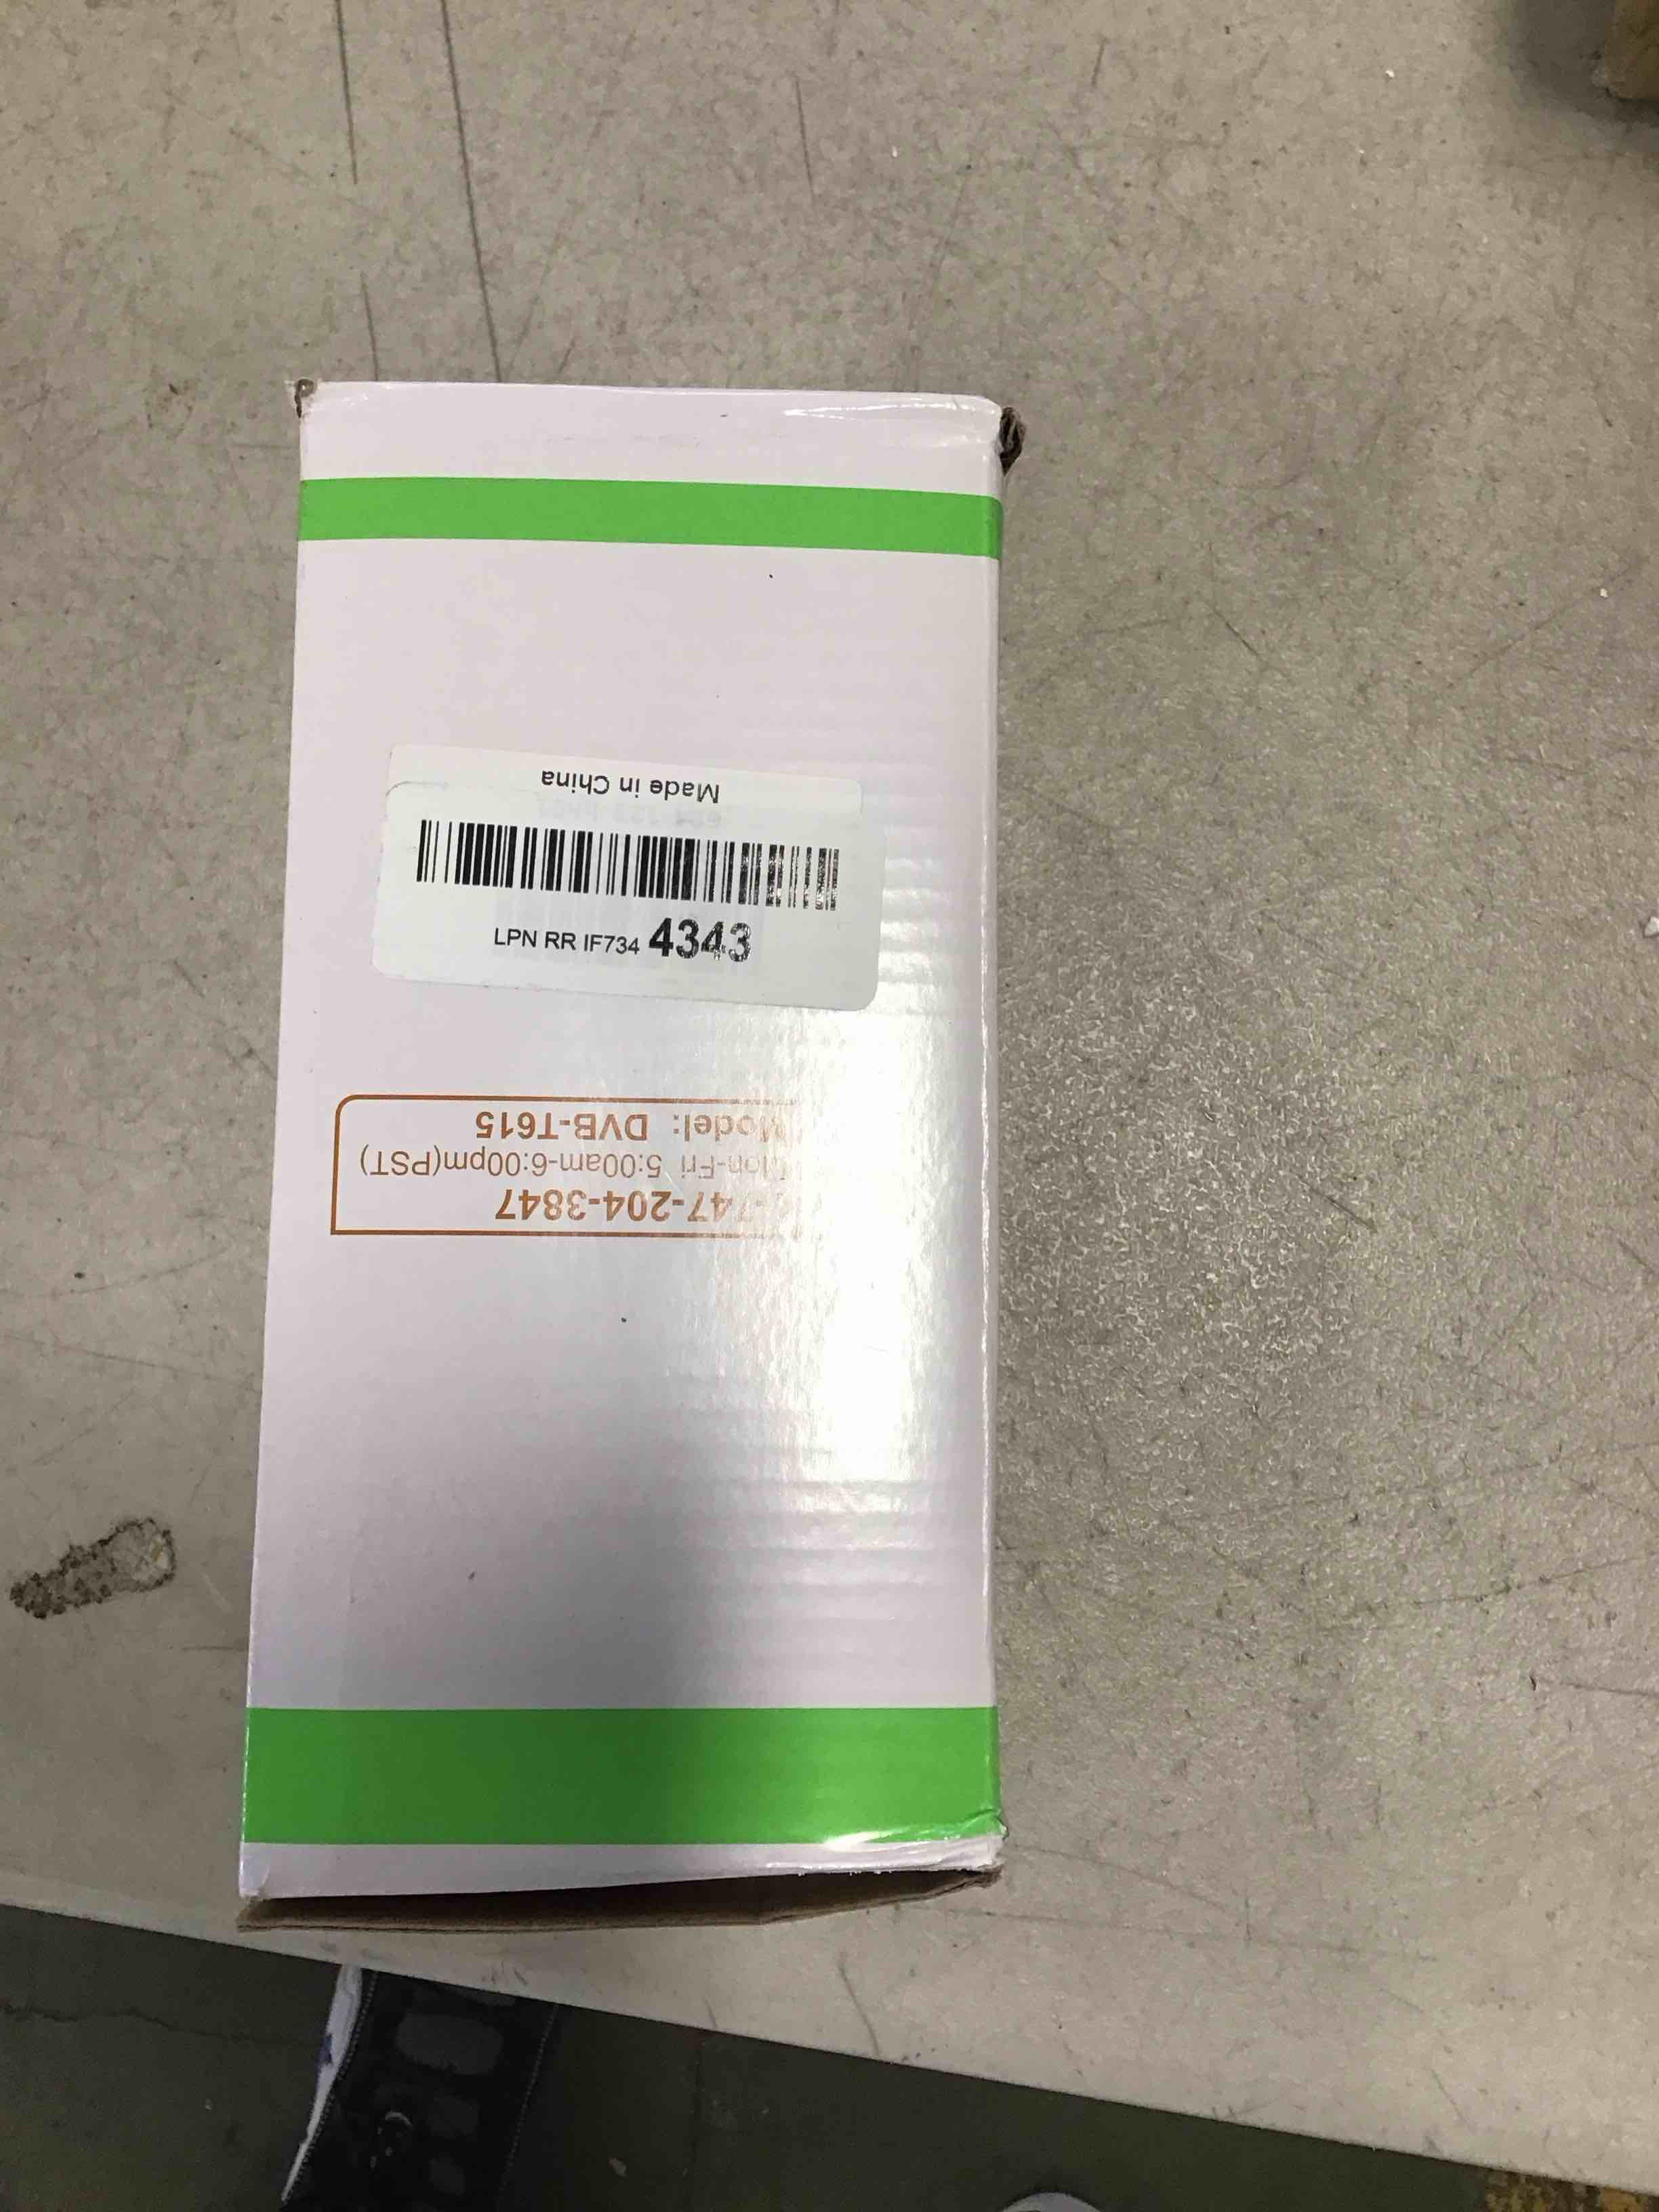 Made in China
LPN RR IF734 4343
747-204-3847
Mon-Fri 5:00am-6:00pm(PST)
Model: DVB-T615